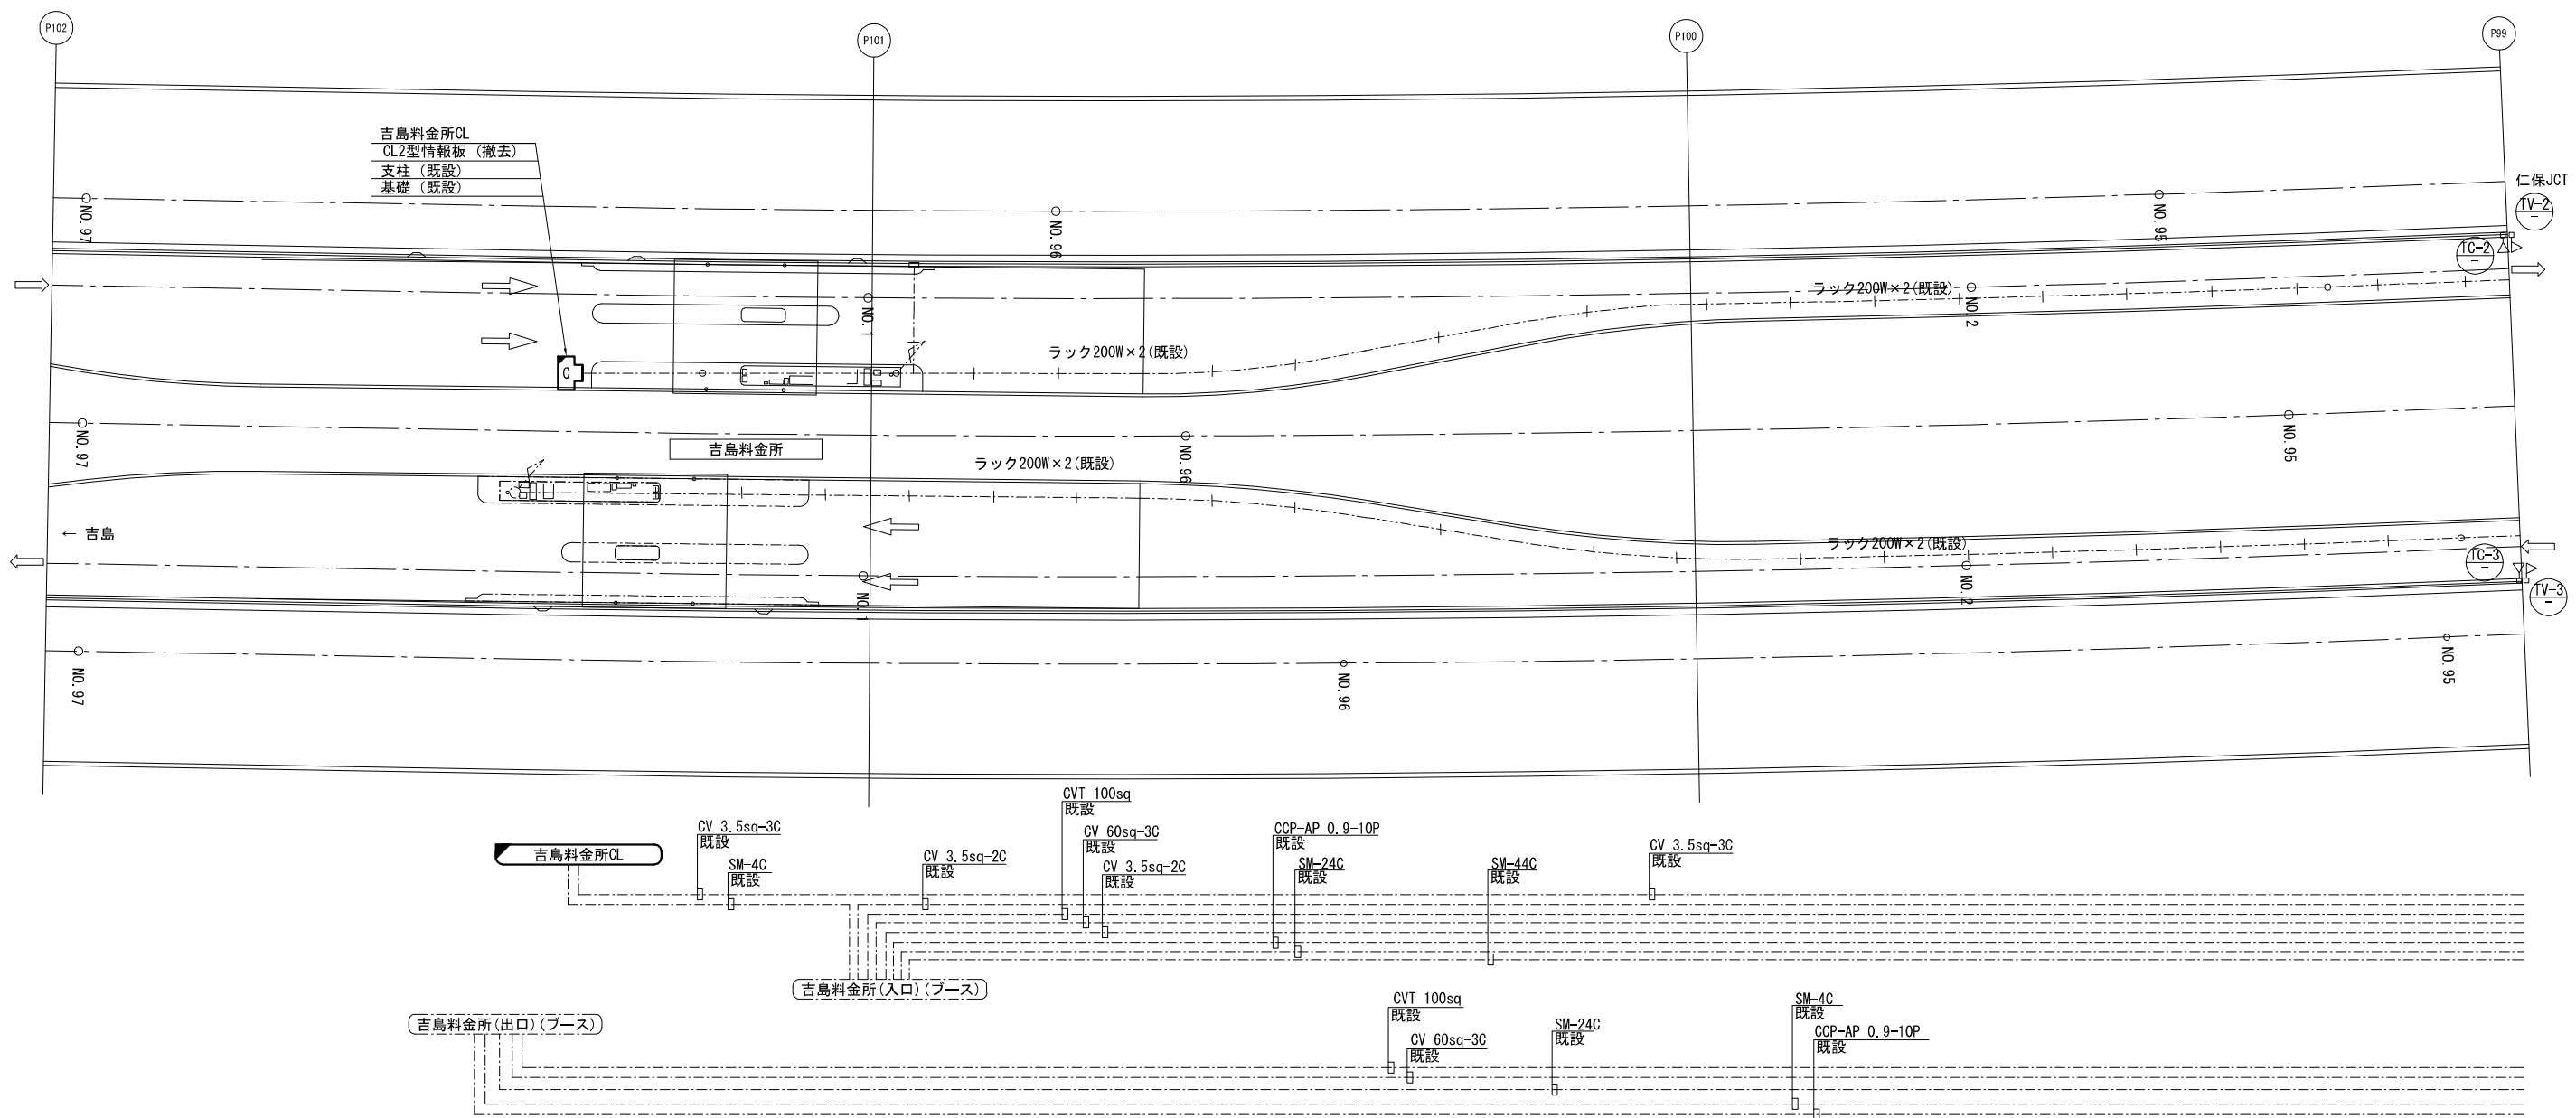 P102
P101
P100
P99
吉島料金所CL
CL2型情報板 (撤去)
支柱 (既設)
基礎 (既設)
仁保JCT
TV-2
-
TC-2
-
NO.97
NO.96
NO.95
NO.1
NO.2
ラック200W×2(既設)
ラック200W×2(既設)
C
NO.97
吉島料金所
NO.96
NO.95
ラック200W×2(既設)
← 吉島
ラック200W×2(既設)
TC-3
-
TV-3
-
NO.1
NO.2
NO.97
NO.96
NO.95
吉島料金所CL
CV 3.5sq-3C
既設
SM-4C
既設
CV 3.5sq-2C
既設
CVT 100sq
既設
CV 60sq-3C
既設
CV 3.5sq-2C
既設
CCP-AP 0.9-10P
既設
SM-24C
既設
SM-44C
既設
CV 3.5sq-3C
既設
吉島料金所(入口)(ブース)
吉島料金所(出口)(ブース)
CVT 100sq
既設
CV 60sq-3C
既設
SM-24C
既設
SM-4C
既設
CCP-AP 0.9-10P
既設